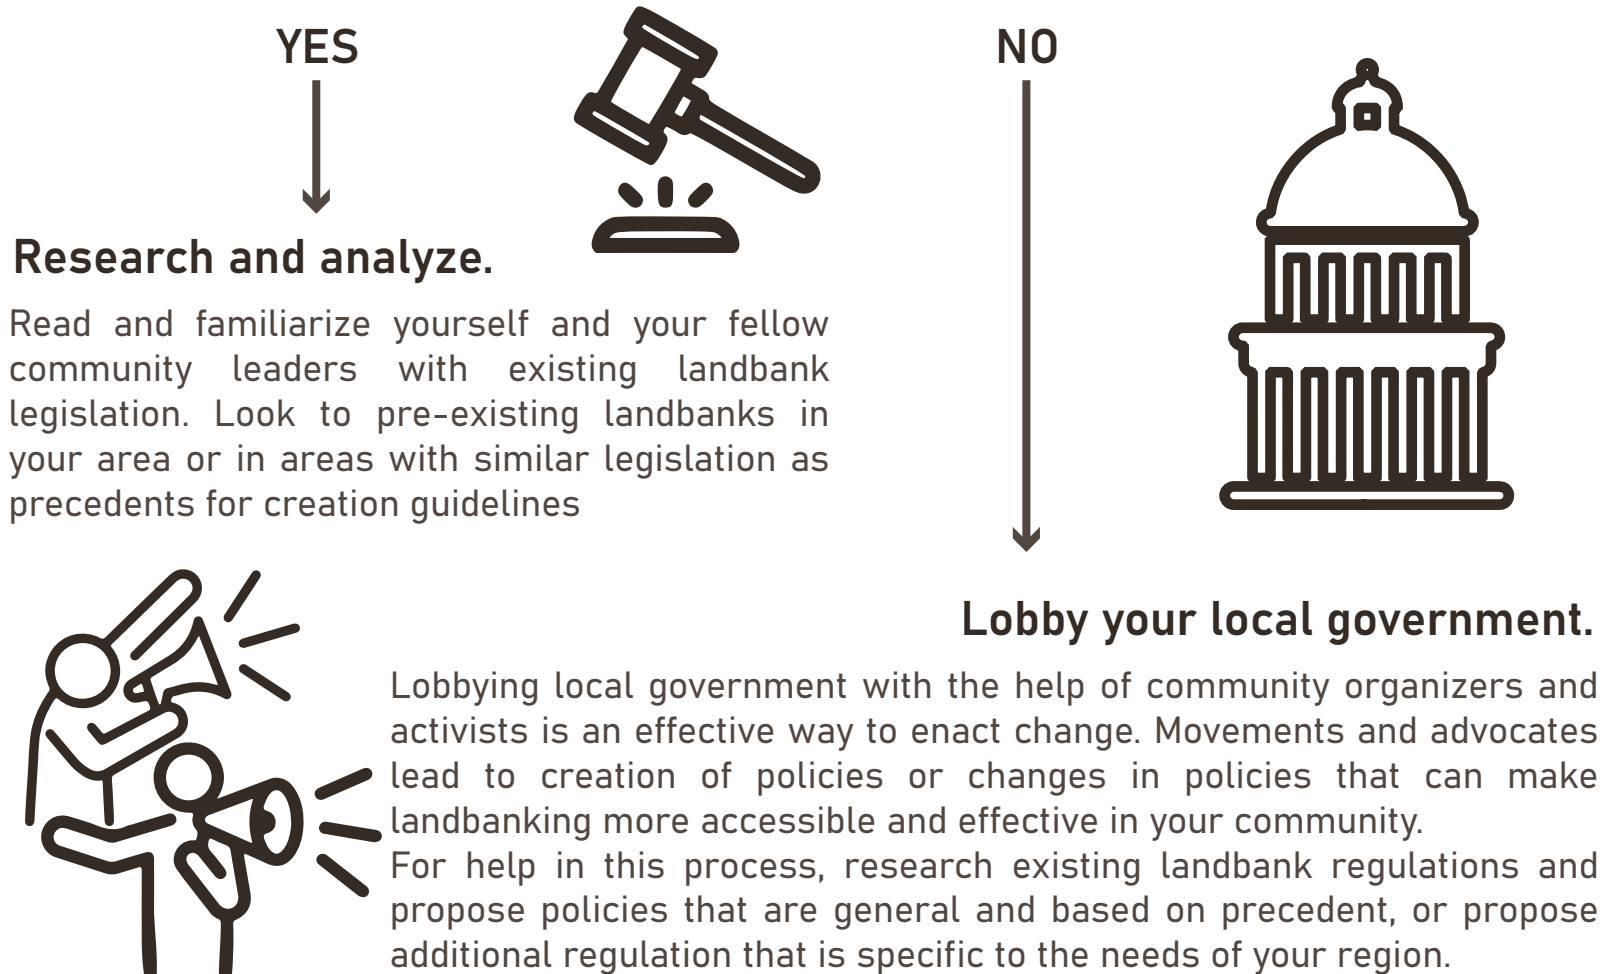 YES
NO
Research and analyze.
Read and familiarize yourself and your fellow
community leaders with existing landbank
legislation. Look to pre-existing landbanks in
your area or in areas with similar legislation as
precedents for creation guidelines
Lobby your local government.
Lobbying local government with the help of community organizers and
activists is an effective way to enact change. Movements and advocates
lead to creation of policies or changes in policies that can make
landbanking more accessible and effective in your community.
For help in this process, research existing landbank regulations and
propose policies that are general and based on precedent, or propose
additional regulation that is specific to the needs of your region.